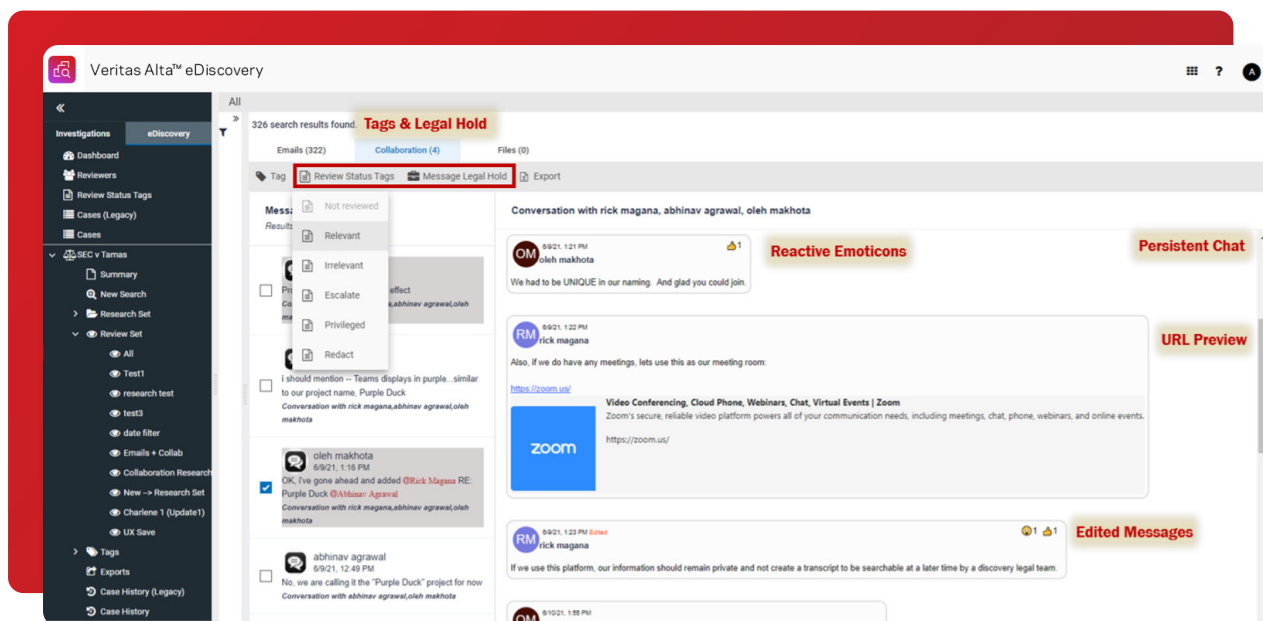 Veritas Alta™ eDiscovery
?
A
«
Investigations
eDiscovery
Dashboard
Reviewers
Review Status Tags
Cases (Legacy)
Cases
SEC v Tamas
Summary
New Search
Research Set
Review Set
All
Test1
research test
test3
date filter
Emails + Collab
Collaboration Research
New --> Research Set
Charlene 1 (Update1)
UX Save
Tags
Exports
Case History (Legacy)
Case History
All
»
326 search results found.
Tags & Legal Hold
Emails (322)
Collaboration (4)
Files (0)
Tag
Review Status Tags
Message Legal Hold
Export
Not reviewed
Relevant
Irrelevant
Escalate
Privileged
Redact
Messa
Results
effect
,abhinav agrawal,oleh
i should mention -- Teams displays in purple...similar
to our project name, Purple Duck
Conversation with rick magana,abhinav agrawal,oleh
makhota
oleh makhota
6/9/21, 1:16 PM
OK, I've gone ahead and added @Rick Magana RE:
Purple Duck @Abhinav Agrawal
Conversation with rick magana,abhinav agrawal,oleh
makhota
abhinav agrawal
6/9/21, 12:49 PM
No, we are calling it the "Purple Duck" project for now
Conversation with abhinav agrawal,oleh makhota
Conversation with rick magana, abhinav agrawal, oleh makhota
OM
6/9/21, 1:21 PM
oleh makhota
1
We had to be UNIQUE in our naming. And glad you could join.
Reactive Emoticons
Persistent Chat
RM
6/9/21, 1:22 PM
rick magana
Also, if we do have any meetings, lets use this as our meeting room:
https://zoom.us/
zoom
Video Conferencing, Cloud Phone, Webinars, Chat, Virtual Events | Zoom
Zoom's secure, reliable video platform powers all of your communication needs, including meetings, chat, phone, webinars, and online events.
https://zoom.us/
URL Preview
RM
6/9/21, 1:23 PM Edited
rick magana
1 1
If we use this platform, our information should remain private and not create a transcript to be searchable at a later time by a discovery legal team.
Edited Messages
OM
6/10/21, 1:55 PM